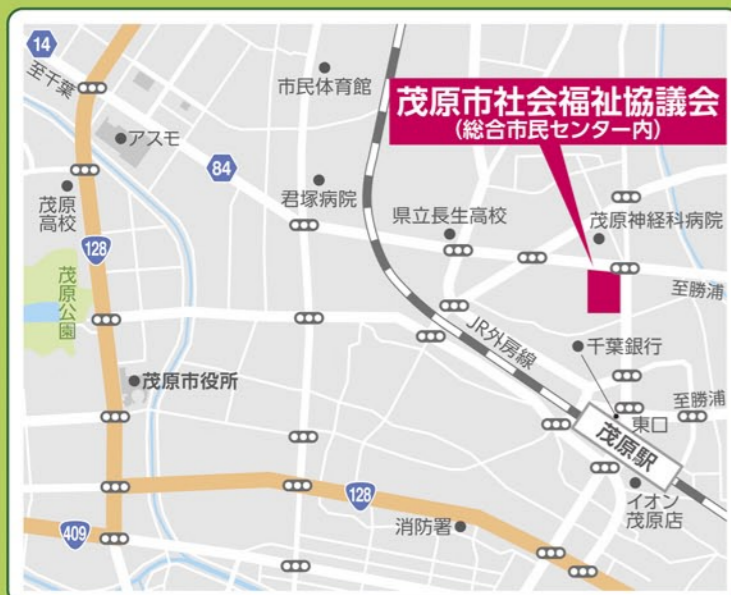 14
至千葉
市民体育館
茂原市社会福祉協議会
(総合市民センター内)
アスモ
84
君塚病院
茂原
高校
県立長生高校
茂原神経科病院
128
茂原公園
至勝浦
JR外房線
千葉銀行
茂原市役所
至勝浦
東口
茂原駅
イオン
茂原店
128
消防署
409